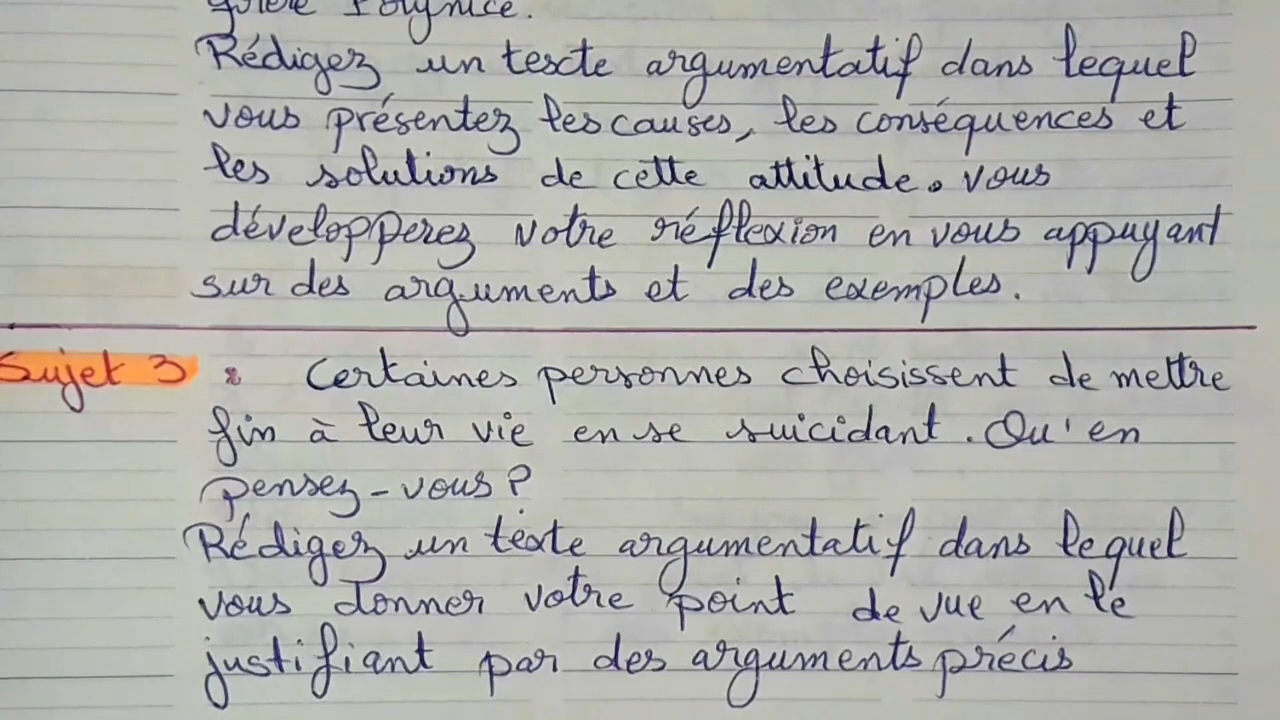 frère Polynice.
Rédigez un texte argumentatif dans lequel
vous présentez les causes, les conséquences et
les solutions de cette attitude. vous
développerez votre réflexion en vous appuyant
sur des arguments et des exemples.
Sujet 3 : Certaines personnes choisissent de mettre
fin à leur vie en se suicidant. Qu'en
pensez-vous ?
Rédigez un texte argumentatif dans lequel
vous donner votre point de vue en le
justifiant par des arguments précis